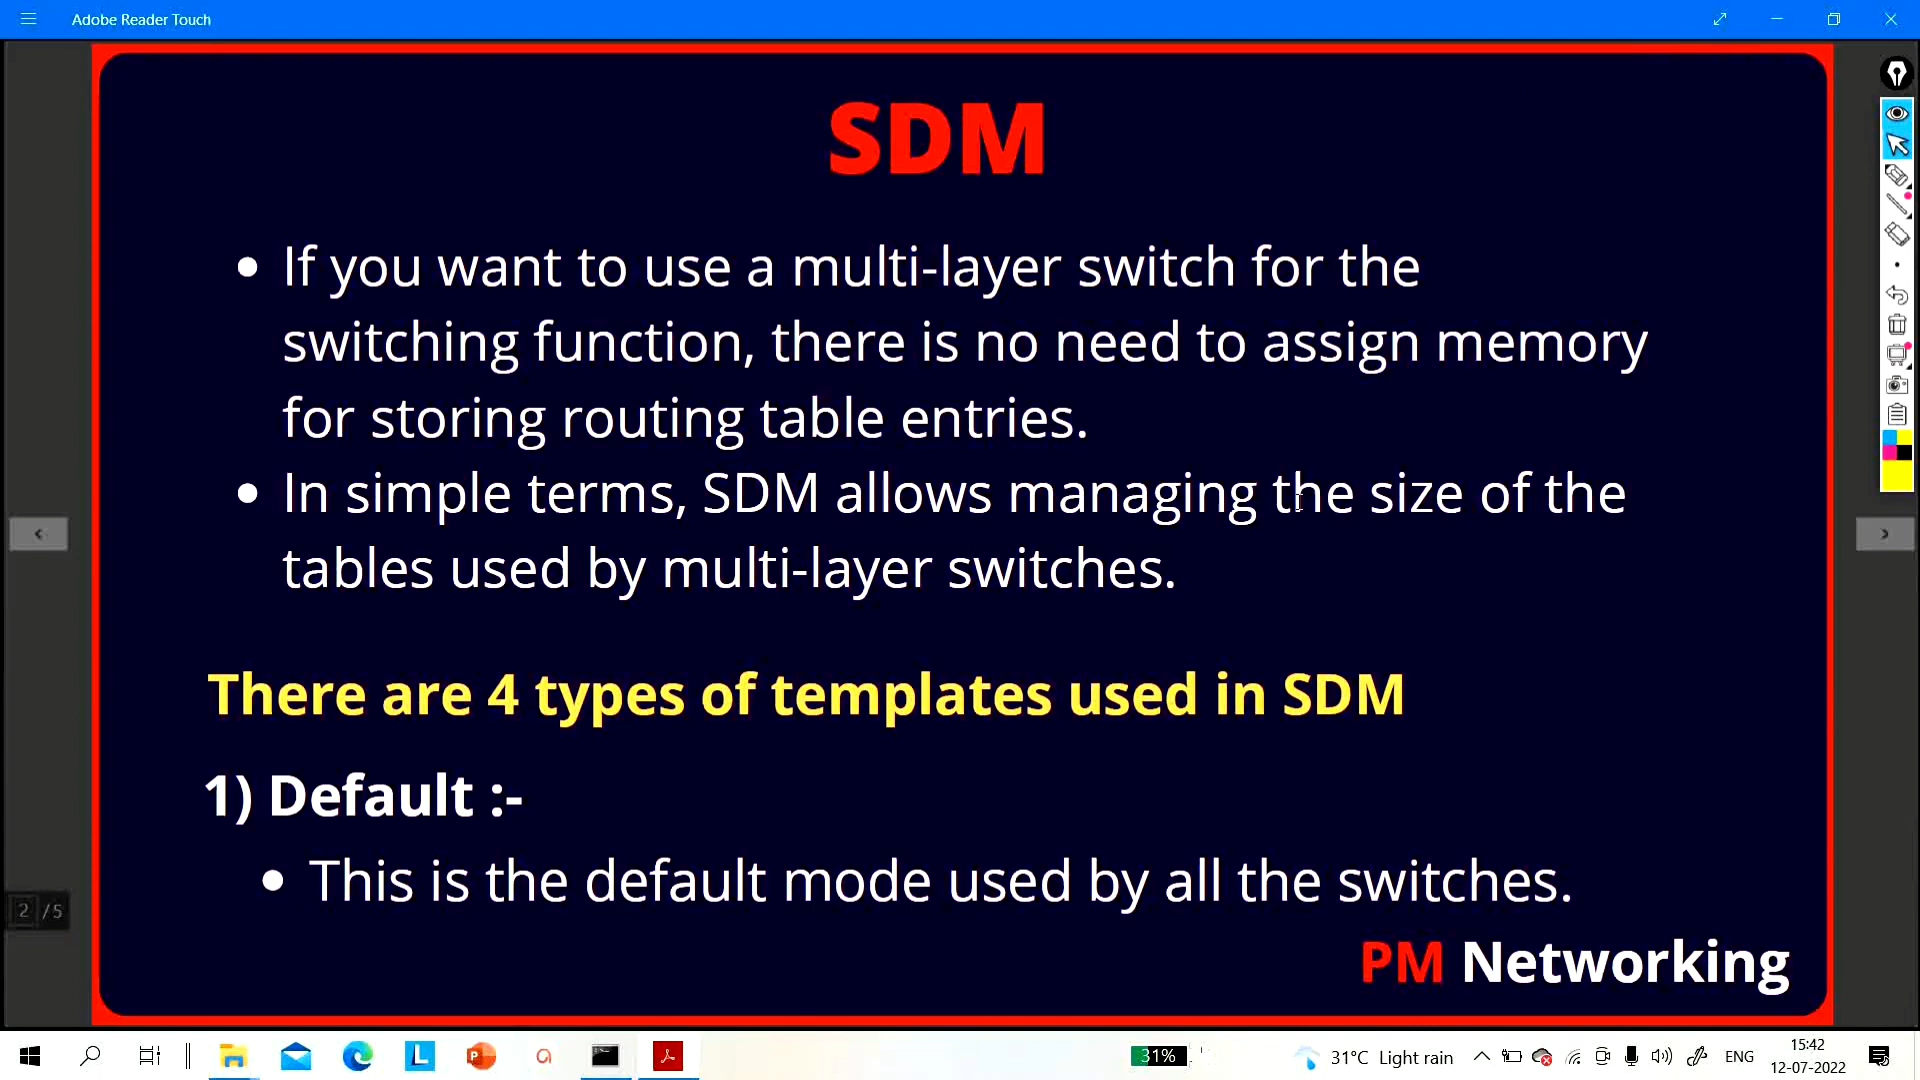 Adobe Reader Touch
SDM
• If you want to use a multi-layer switch for the
switching function, there is no need to assign memory
for storing routing table entries.
• In simple terms, SDM allows managing the size of the
tables used by multi-layer switches.
There are 4 types of templates used in SDM
1) Default :-
• This is the default mode used by all the switches.
PM Networking
2 / 5
31%
31°C Light rain
ENG
15:42
12-07-2022